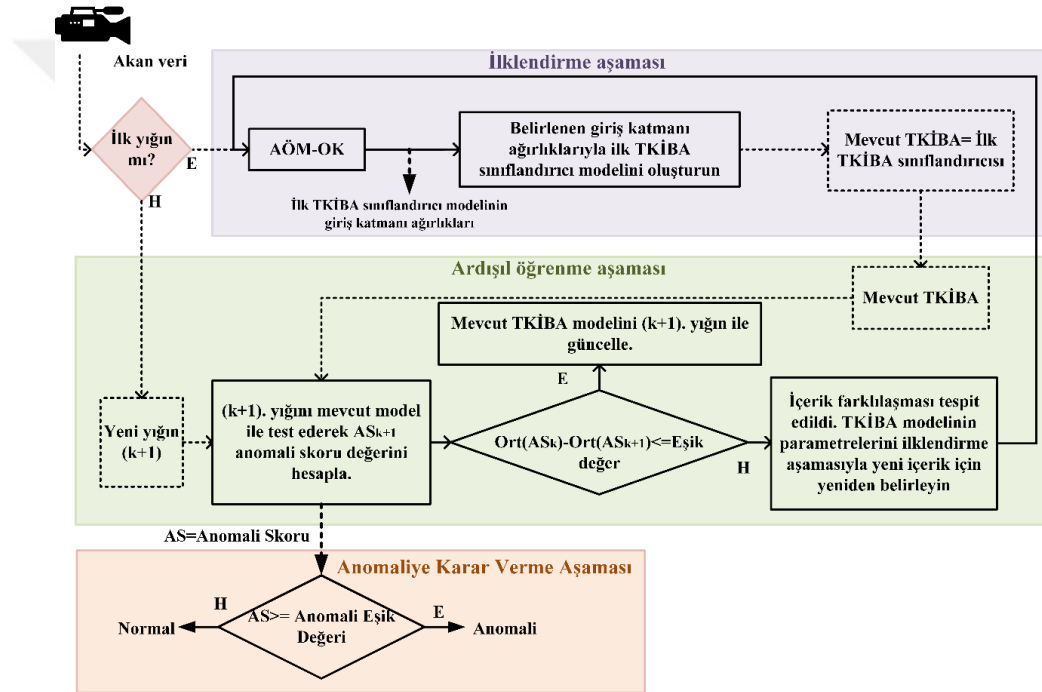 Akan veri
İlklendirme aşaması
İlk yığın
mı?
E
H
AÖM-OK
Belirlenen giriş katmanı
ağırlıklarıyla ilk TKİBA
sınıflandırıcı modelini oluşturun
Mevcut TKİBA= İlk
TKİBA sınıflandırıcısı
İlk TKİBA sınıflandırıcı modelinin
giriş katmanı ağırlıkları
Ardışıl öğrenme aşaması
Mevcut TKİBA
Mevcut TKİBA modelini (k+1). yığın ile
güncelle.
E
Yeni yığın
(k+1)
(k+1). yığını mevcut model
ile test ederek ASk+1
anomali skoru değerini
hesapla.
Ort(ASk)-Ort(ASk+1)<=Eşik
değer
H
İçerik farklılaşması tespit
edildi. TKİBA modelinin
parametrelerini ilklendirme
aşamasıyla yeni içerik için
yeniden belirleyin
AS=Anomali Skoru
Anomaliye Karar Verme Aşaması
H
AS>= Anomali Eşik
Değeri
E
Normal
Anomali